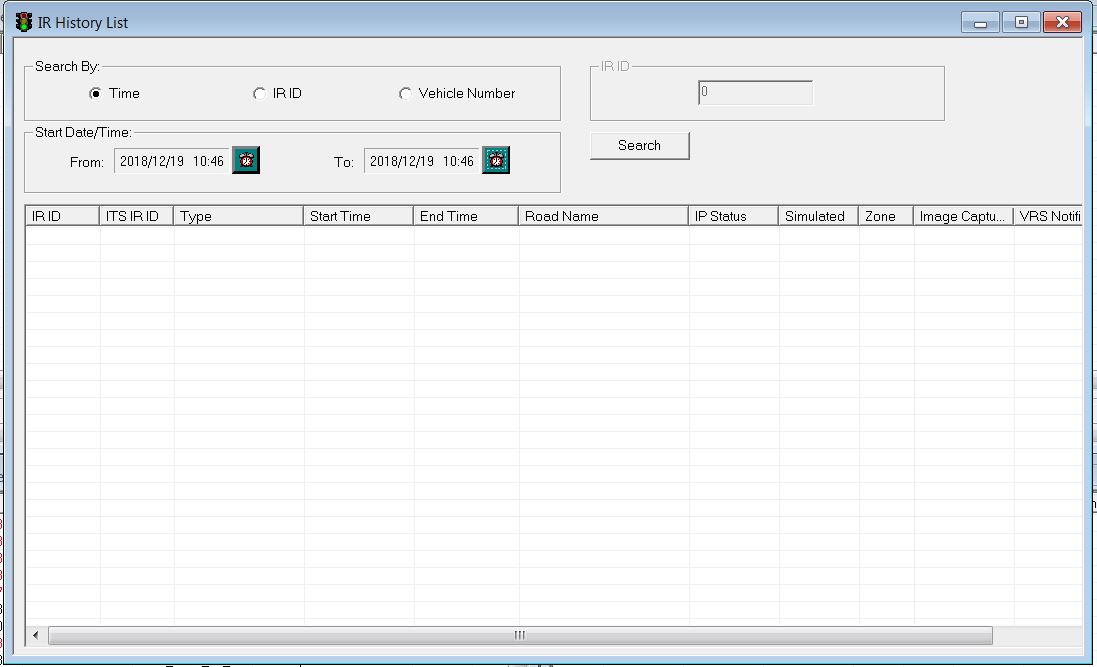 IR History List
Search By:
Time IR ID Vehicle Number
IR ID
0
Start Date/Time:
From: 2018/12/19 10:46 To: 2018/12/19 10:46
Search
IR ID ITS IR ID Type Start Time End Time Road Name IP Status Simulated Zone Image Captu... VRS Notifi